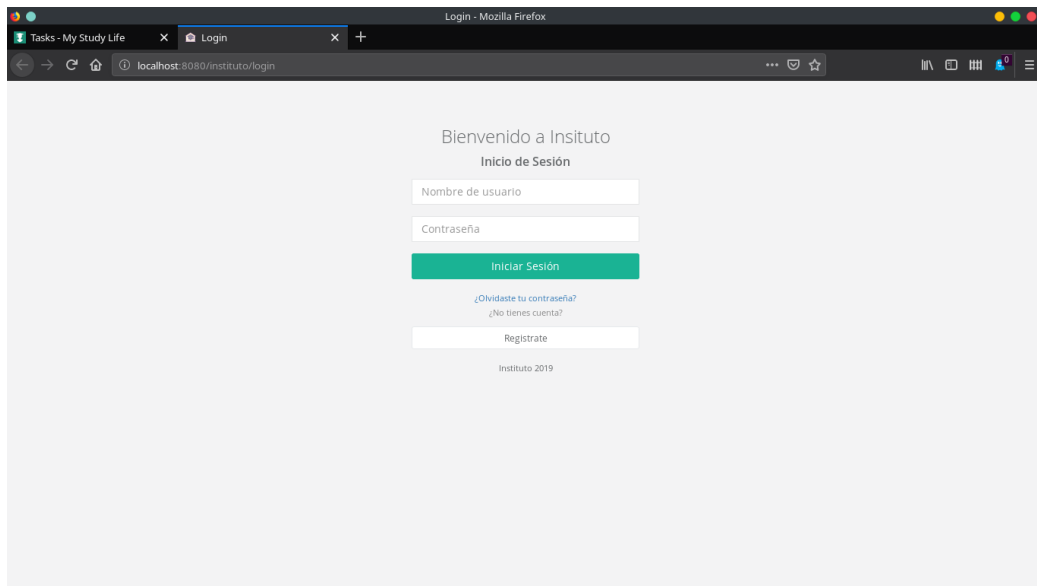 Login - Mozilla Firefox
Tasks - My Study Life
Login
localhost:8080/instituto/login
0
Bienvenido a Insituto
Inicio de Sesión
Nombre de usuario
Contraseña
Iniciar Sesión
¿Olvidaste tu contraseña?
¿No tienes cuenta?
Registrate
Instituto 2019